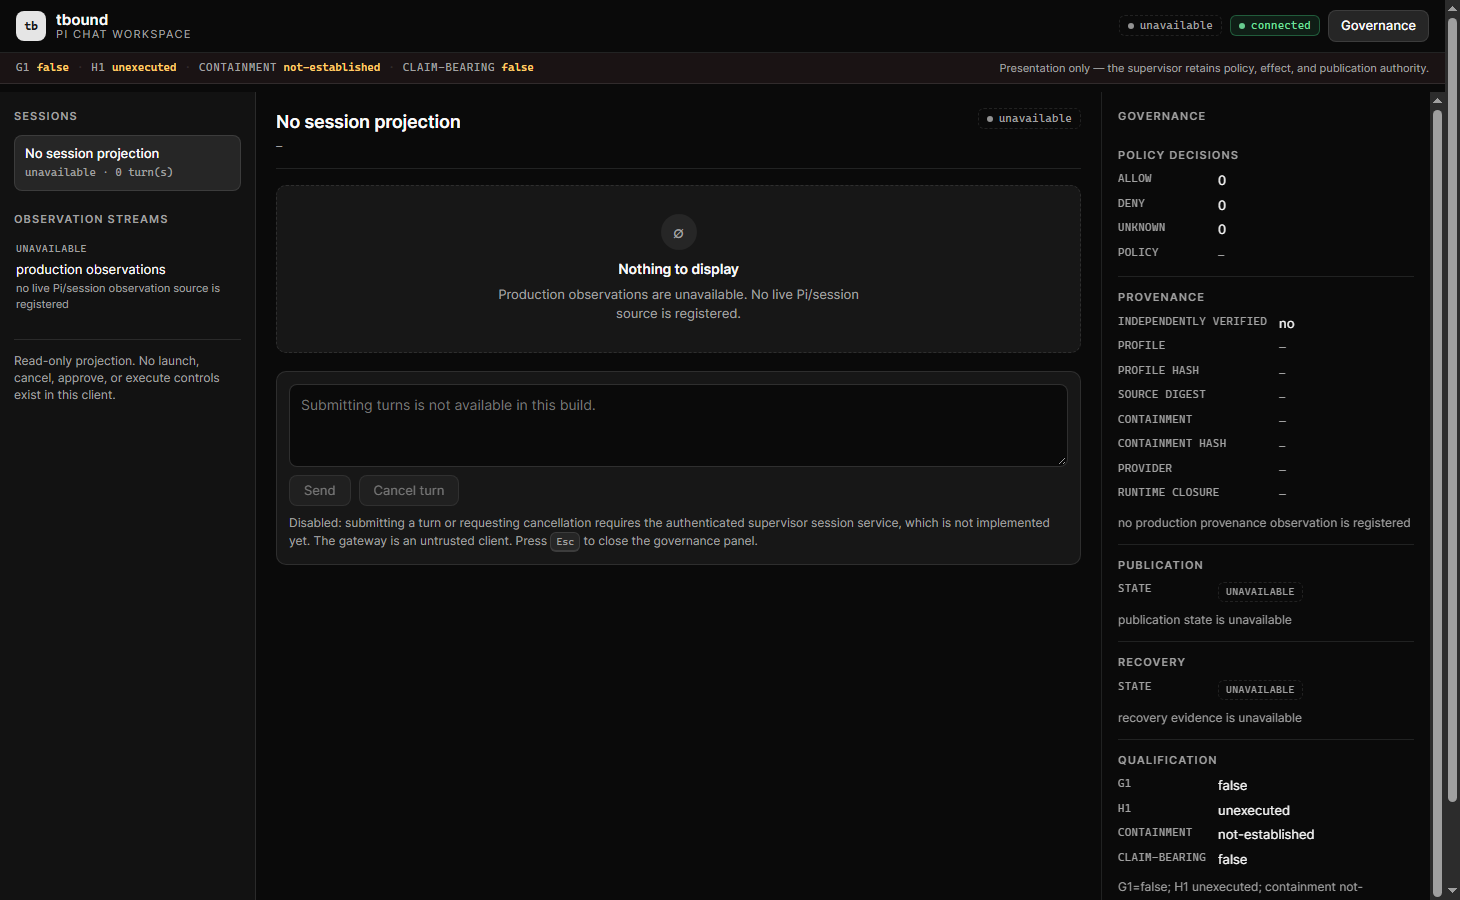 tb
tbound
PI CHAT WORKSPACE
unavailable
connected
Governance
G1 false · H1 unexecuted · CONTAINMENT not-established · CLAIM-BEARING false
Presentation only — the supervisor retains policy, effect, and publication authority.
SESSIONS
No session projection
unavailable · 0 turn(s)
OBSERVATION STREAMS
UNAVAILABLE
production observations
no live Pi/session observation source is
registered
Read-only projection. No launch,
cancel, approve, or execute controls
exist in this client.
No session projection
unavailable
—
Nothing to display
Production observations are unavailable. No live Pi/session
source is registered.
Submitting turns is not available in this build.
Send
Cancel turn
Disabled: submitting a turn or requesting cancellation requires the authenticated supervisor session service, which is not implemented
yet. The gateway is an untrusted client. Press Esc to close the governance panel.
GOVERNANCE
POLICY DECISIONS
ALLOW 0
DENY 0
UNKNOWN 0
POLICY —
PROVENANCE
INDEPENDENTLY VERIFIED no
PROFILE —
PROFILE HASH —
SOURCE DIGEST —
CONTAINMENT —
CONTAINMENT HASH —
PROVIDER —
RUNTIME CLOSURE —
no production provenance observation is registered
PUBLICATION
STATE UNAVAILABLE
publication state is unavailable
RECOVERY
STATE UNAVAILABLE
recovery evidence is unavailable
QUALIFICATION
G1 false
H1 unexecuted
CONTAINMENT not-established
CLAIM-BEARING false
G1=false; H1 unexecuted; containment not-